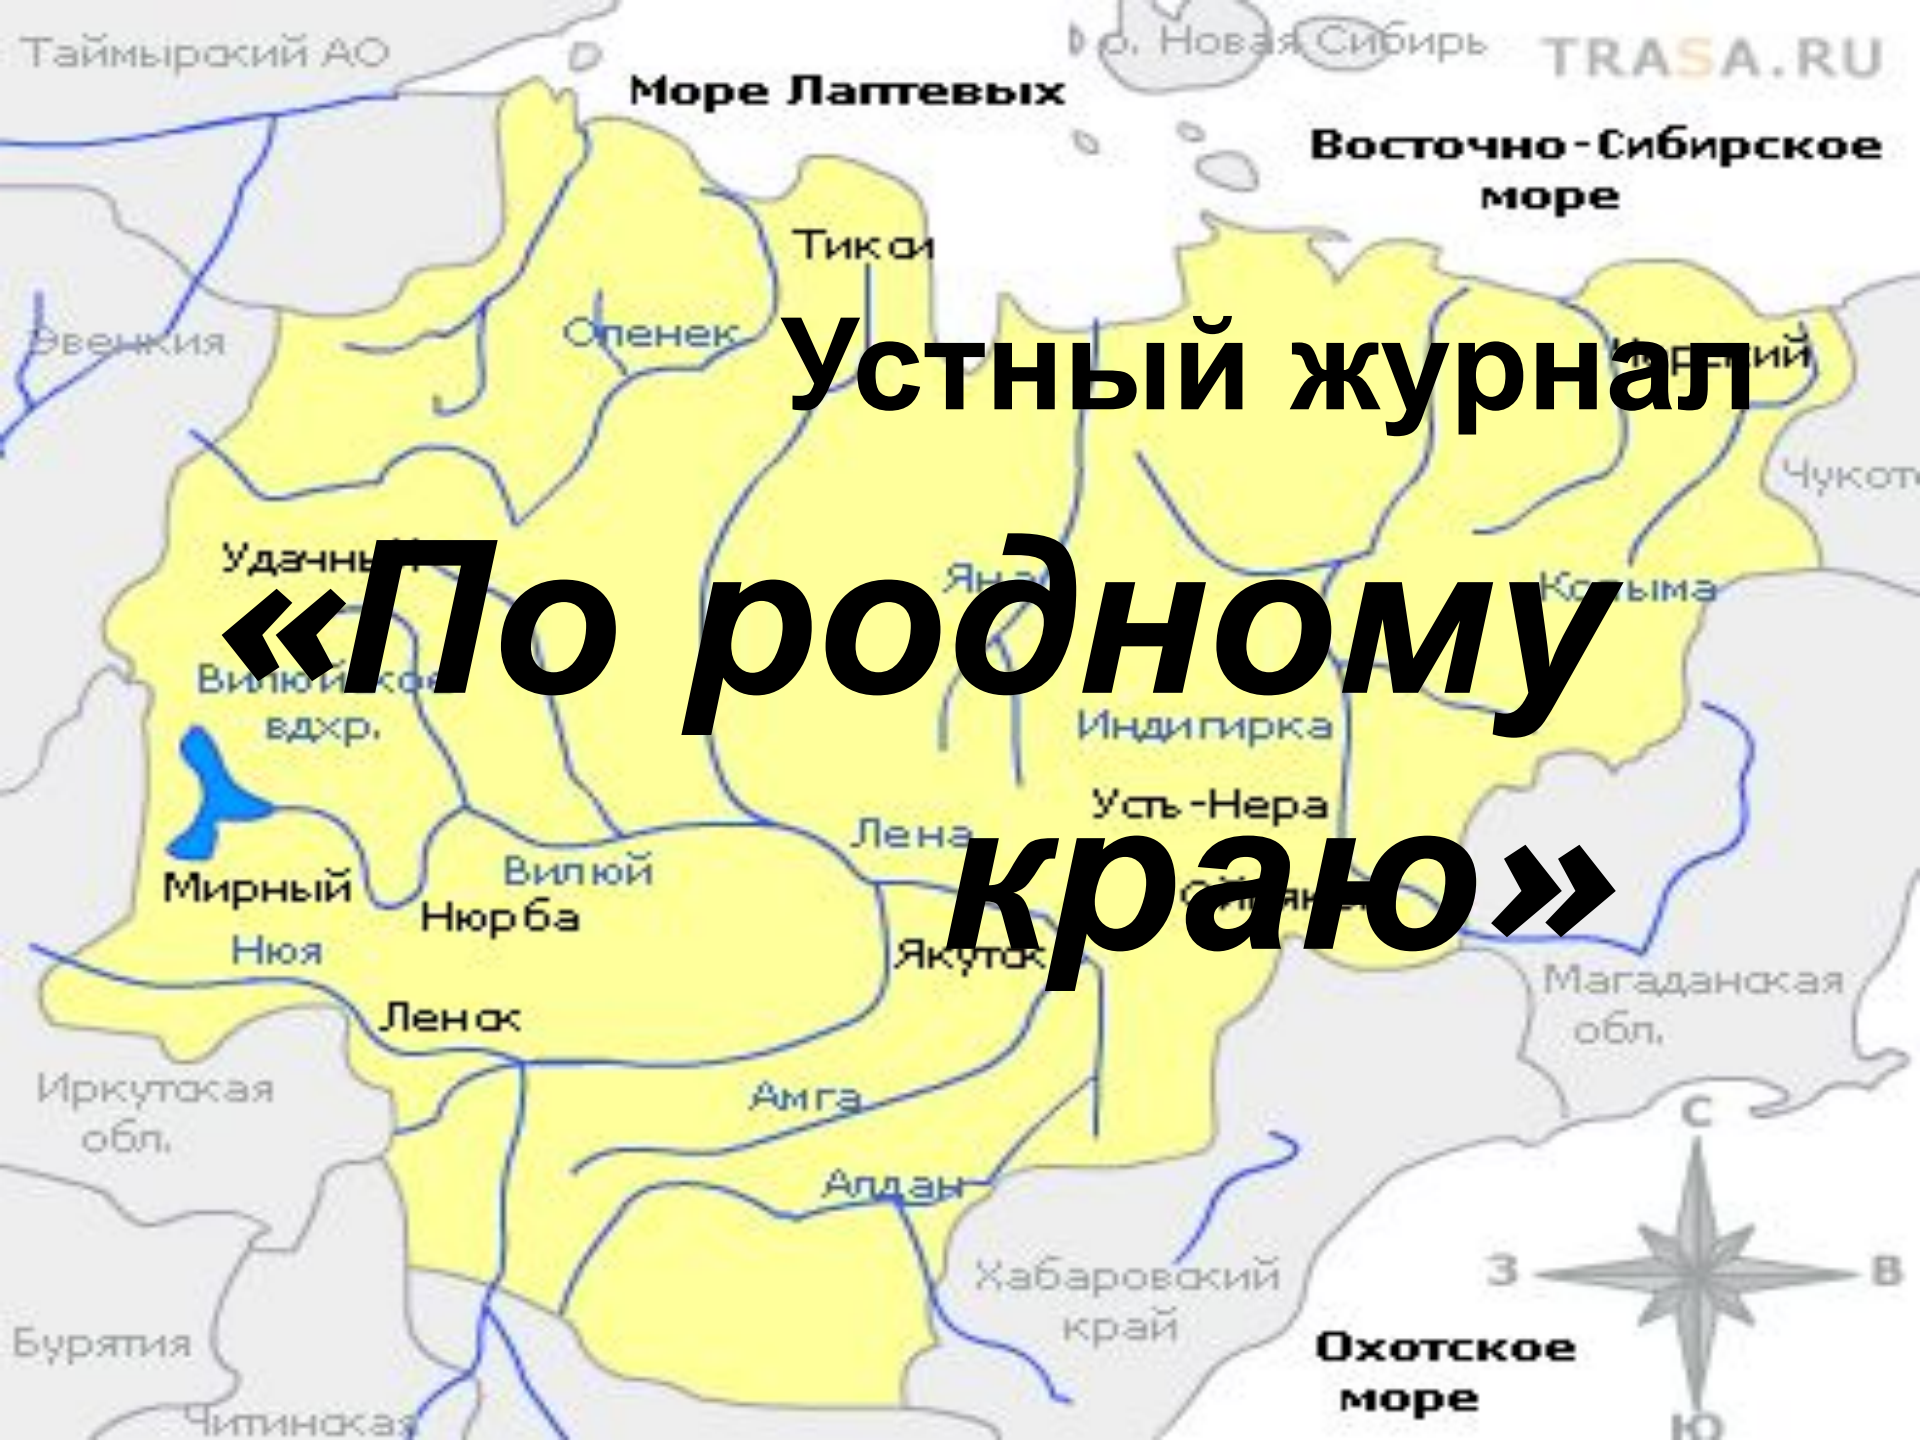 Таймырский АО
о. Новая Сибирь
TRASA.RU
Море Лаптевых
Восточно-Сибирское
море
Тикси
Эвенкия
Оленек
Устный журнал
Чукот
Удачный
Яна
Колыма
«По родному
Вилюйское
вдхр.
Индигирка
Усть-Нера
Лена
краю»
Вилюй
Мирный
Нюрба
Нюя
Якутск
Магаданская
обл.
Ленск
Иркутская
обл.
Амга
С
Алдан
Хабаровский
край
З
В
Бурятия
Охотское
море
Читинская
Ю